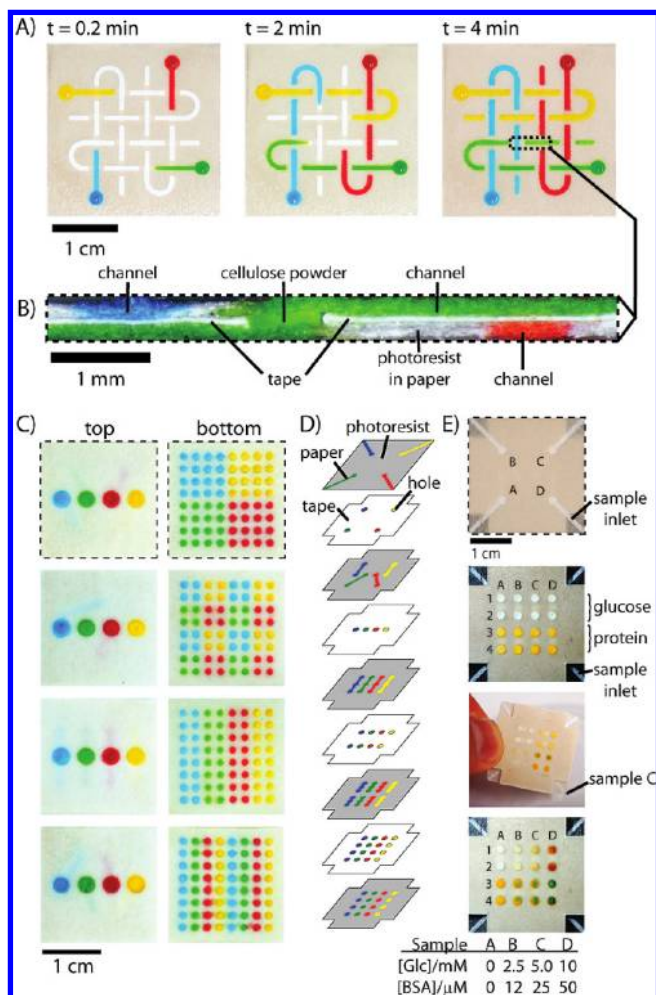 A)
t = 0.2 min
t = 2 min
t = 4 min
1 cm
channel
cellulose powder
channel
B)
1 mm
tape
photoresist
in paper
channel
C)
top
bottom
1 cm
D)
photoresist
paper
hole
tape
E)
B C
A D
sample
inlet
1 cm
A B C D
1
2
3
4
glucose
protein
sample
inlet
sample C
A B C D
1
2
3
4
Sample A B C D
[Glc]/mM 0 2.5 5.0 10
[BSA]/μM 0 12 25 50